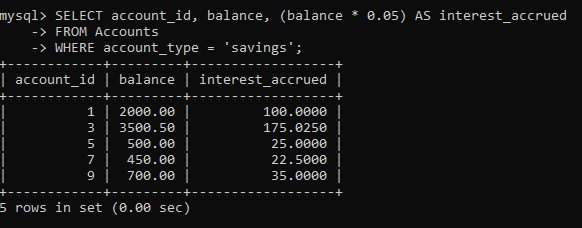 mysql> SELECT account_id, balance, (balance * 0.05) AS interest_accrued
    -> FROM Accounts
    -> WHERE account_type = 'savings';
+------------+---------+------------------+
| account_id | balance | interest_accrued |
+------------+---------+------------------+
|          1 | 2000.00 |         100.0000 |
|          3 | 3500.50 |         175.0250 |
|          5 |  500.00 |          25.0000 |
|          7 |  450.00 |          22.5000 |
|          9 |  700.00 |          35.0000 |
+------------+---------+------------------+
5 rows in set (0.00 sec)